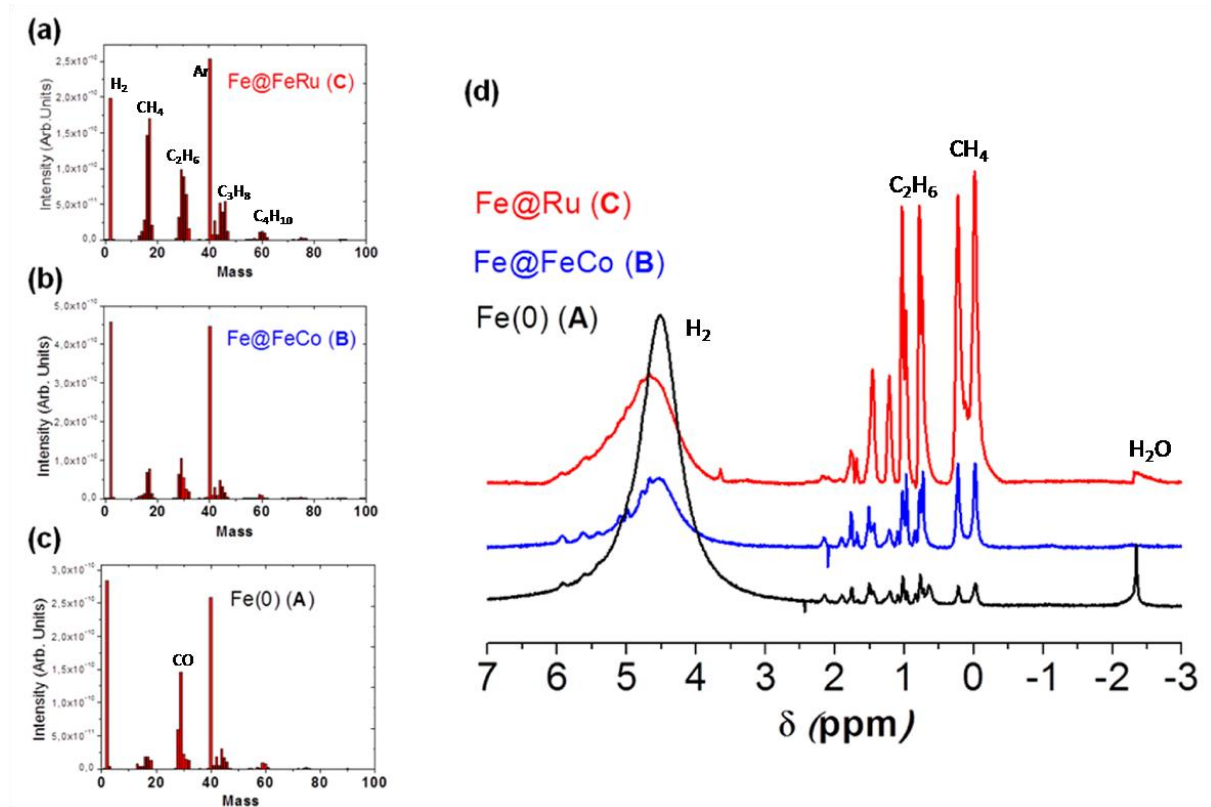 (a)
Intensity (Arb.Units)
2,5x10⁻¹⁰
2,0x10⁻¹⁰
1,5x10⁻¹⁰
1,0x10⁻¹⁰
5,0x10⁻¹¹
0,0
H₂
CH₄
C₂H₆
Ar
C₃H₈
C₄H₁₀
Fe@FeRu (C)
0 20 40 60 80 100
Mass
(b)
Intensity (Arb. Units)
5,0x10⁻¹⁰
4,0x10⁻¹⁰
3,0x10⁻¹⁰
2,0x10⁻¹⁰
1,0x10⁻¹⁰
0,0
Fe@FeCo (B)
0 20 40 60 80 100
Mass
(c)
Intensity (Arb. Units)
3,0x10⁻¹⁰
2,5x10⁻¹⁰
2,0x10⁻¹⁰
1,5x10⁻¹⁰
1,0x10⁻¹⁰
5,0x10⁻¹¹
0,0
CO
Fe(0) (A)
0 20 40 60 80 100
Mass
(d)
Fe@Ru (C)
Fe@FeCo (B)
Fe(0) (A)
H₂
C₂H₆
CH₄
H₂O
7 6 5 4 3 2 1 0 -1 -2 -3
δ (ppm)